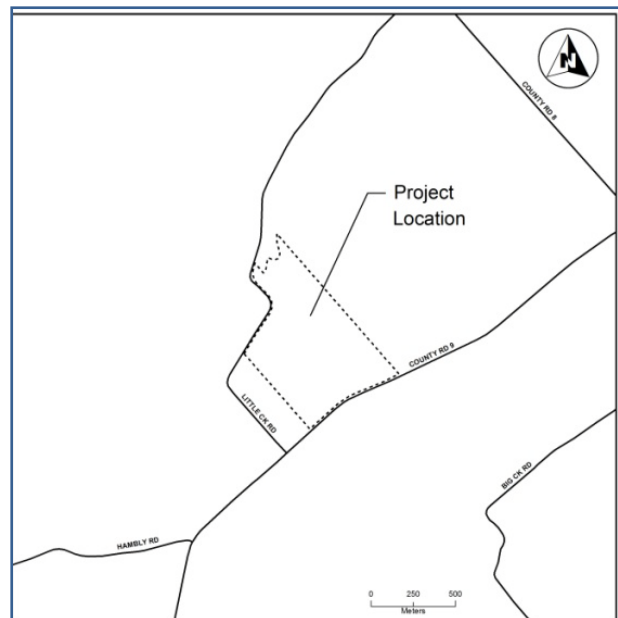 N
COUNTY RD 8
Project
Location
COUNTY RD 9
LITTLE CK RD
BIG CK RD
HAMBLY RD
0 250 500
Meters